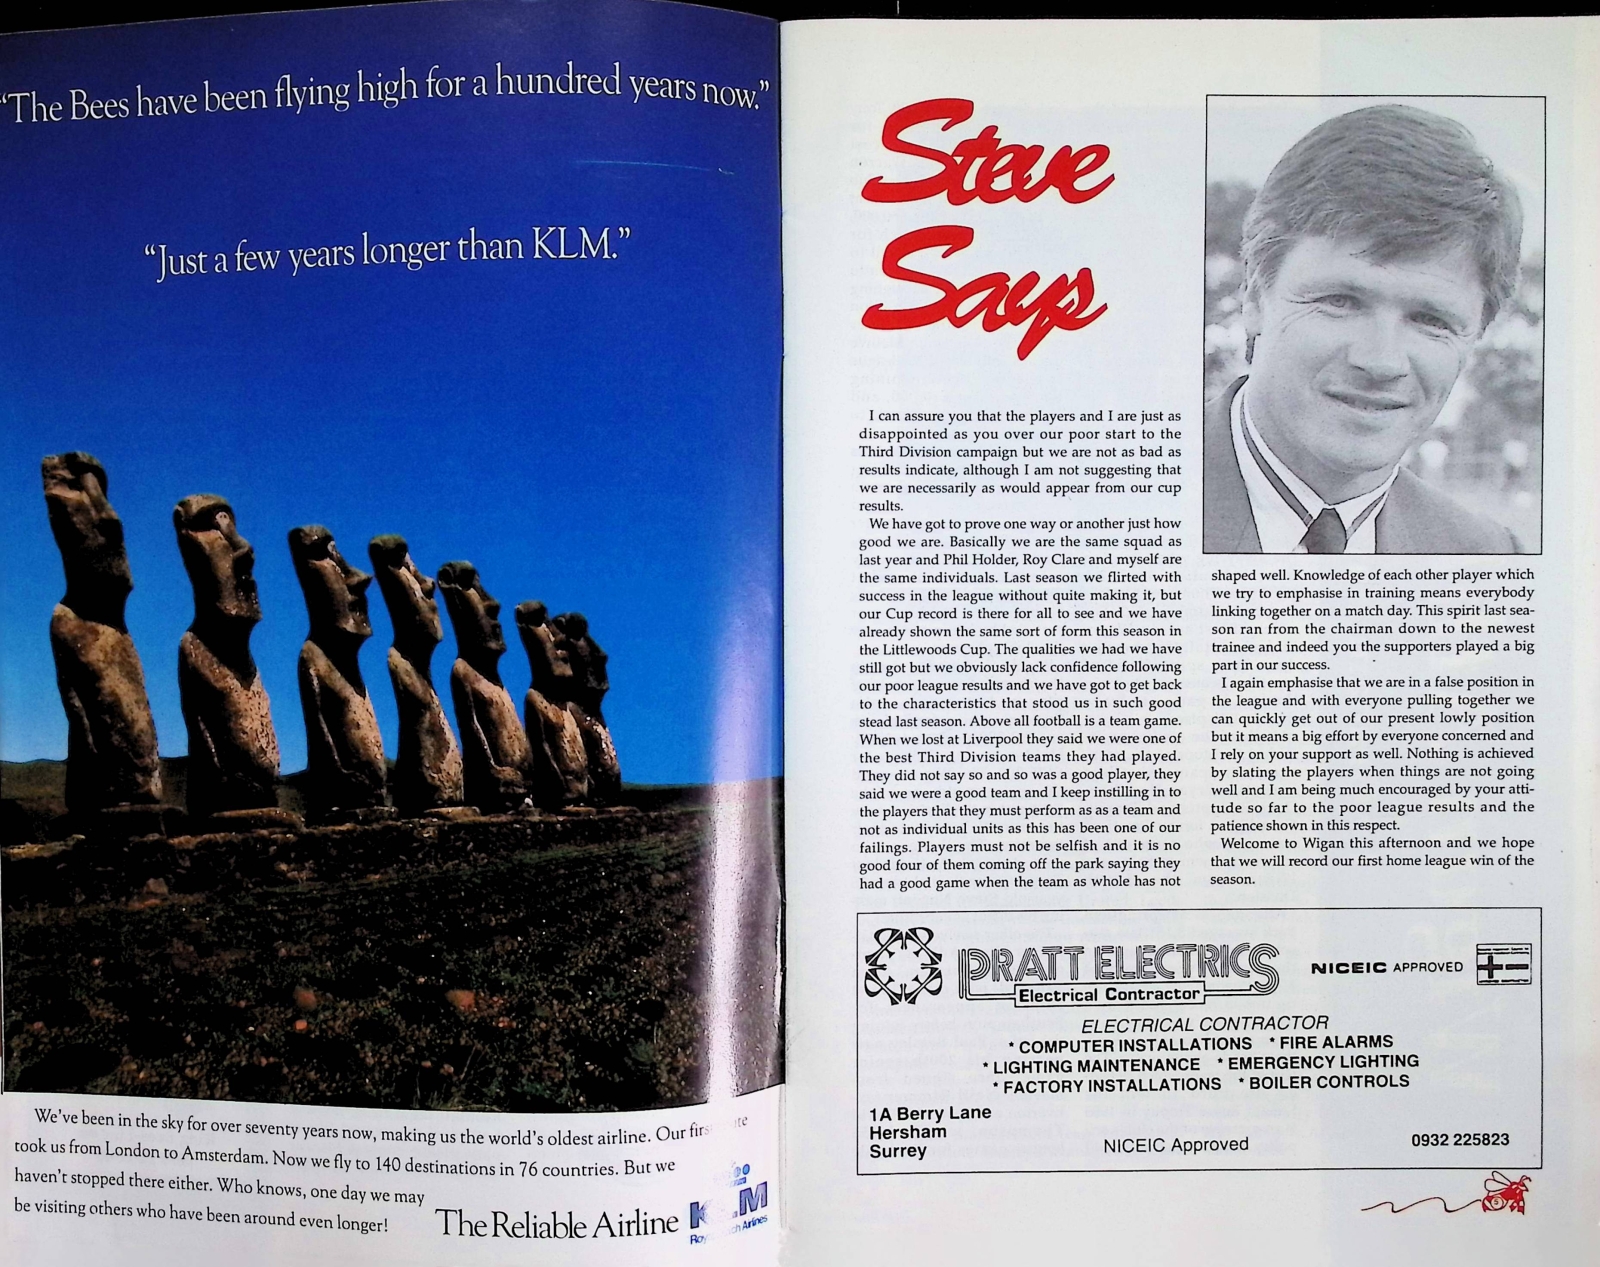 "The Bees have been flying high for a hundred years now."
"Just a few years longer than KLM."
We've been in the sky for over seventy years now, making us the world's oldest airline. Our
took us from London to Amsterdam. Now we fly to 140 destinations in 76 countries. But we
haven't stopped there either. Who knows, one day we may
be visiting others who have been around even longer!
The Reliable Airline
Steve
Says
I can assure you that the players and I are just as
disappointed as you over our poor start to the
Third Division campaign but we are not as bad as
results indicate, although I am not suggesting that
we are necessarily as would appear from our cup
results.
We have got to prove one way or another just how
good we are. Basically we are the same squad as
last year and Phil Holder, Roy Clare and myself are
the same individuals. Last season we flirted with
success in the league without quite making it, but
our Cup record is there for all to see and we have
already shown the same sort of form this season in
the Littlewoods Cup. The qualities we had we have
still got but we obviously lack confidence following
our poor league results and we have got to get back
to the characteristics that stood us in such good
stead last season. Above all football is a team game.
When we lost at Liverpool they said we were one of
the best Third Division teams they had played.
They did not say so and so was a good player, they
said we were a good team and I keep instilling in to
the players that they must perform as as a team and
not as individual units as this has been one of our
failings. Players must not be selfish and it is no
good four of them coming off the park saying they
had a good game when the team as whole has not
shaped well. Knowledge of each other player which
we try to emphasise in training means everybody
linking together on a match day. This spirit last sea-
son ran from the chairman down to the newest
trainee and indeed you the supporters played a big
part in our success.
I again emphasise that we are in a false position in
the league and with everyone pulling together we
can quickly get out of our present lowly position
but it means a big effort by everyone concerned and
I rely on your support as well. Nothing is achieved
by slating the players when things are not going
well and I am being much encouraged by your atti-
tude so far to the poor league results and the
patience shown in this respect.
Welcome to Wigan this afternoon and we hope
that we will record our first home league win of the
season.
PRATT ELECTRICS
Electrical Contractor
NICEIC APPROVED
ELECTRICAL CONTRACTOR
* COMPUTER INSTALLATIONS * FIRE ALARMS
* LIGHTING MAINTENANCE * EMERGENCY LIGHTING
* FACTORY INSTALLATIONS * BOILER CONTROLS
1A Berry Lane
Hersham
Surrey
NICEIC Approved
0932 225823